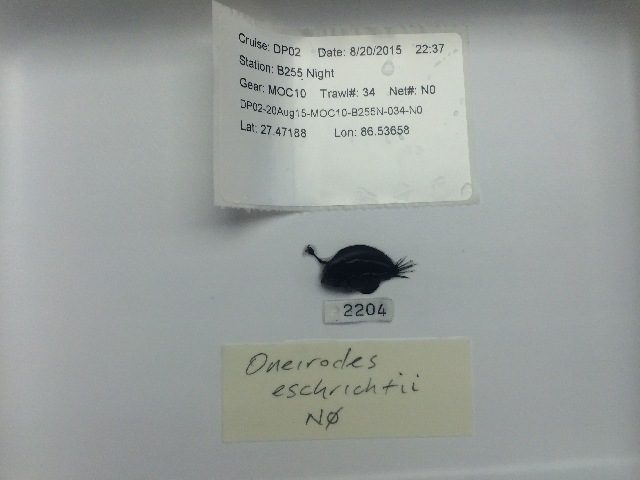 Cruise: DP02 Date: 8/20/2015 22:37
Station: B255 Night
Gear: MOC10 Trawl#: 34 Net#: N0
DP02-20Aug15-MOC10-B255N-034-N0
Lat: 27.47188 Lon: 86.53658
2204
Oneirodes
eschrichtii
NØ